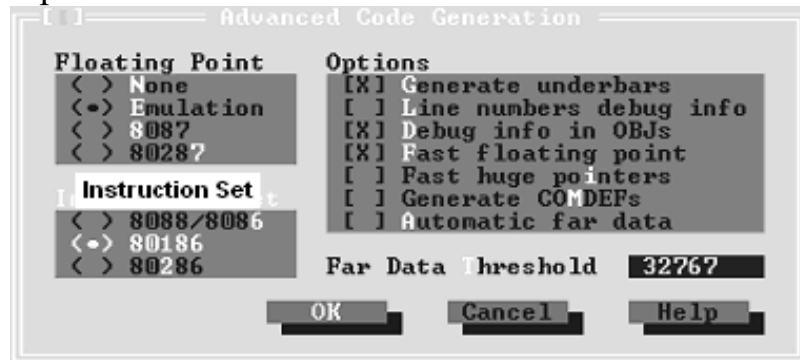 [ ] Advanced Code Generation
Floating Point
( ) None
(•) Emulation
( ) 8087
( ) 80287
Instruction Set
( ) 8088/8086
(•) 80186
( ) 80286
Options
[X] Generate underbars
[ ] Line numbers debug info
[X] Debug info in OBJs
[X] Fast floating point
[ ] Fast huge pointers
[ ] Generate COMDEFs
[ ] Automatic far data
Far Data Threshold 32767
OK Cancel Help